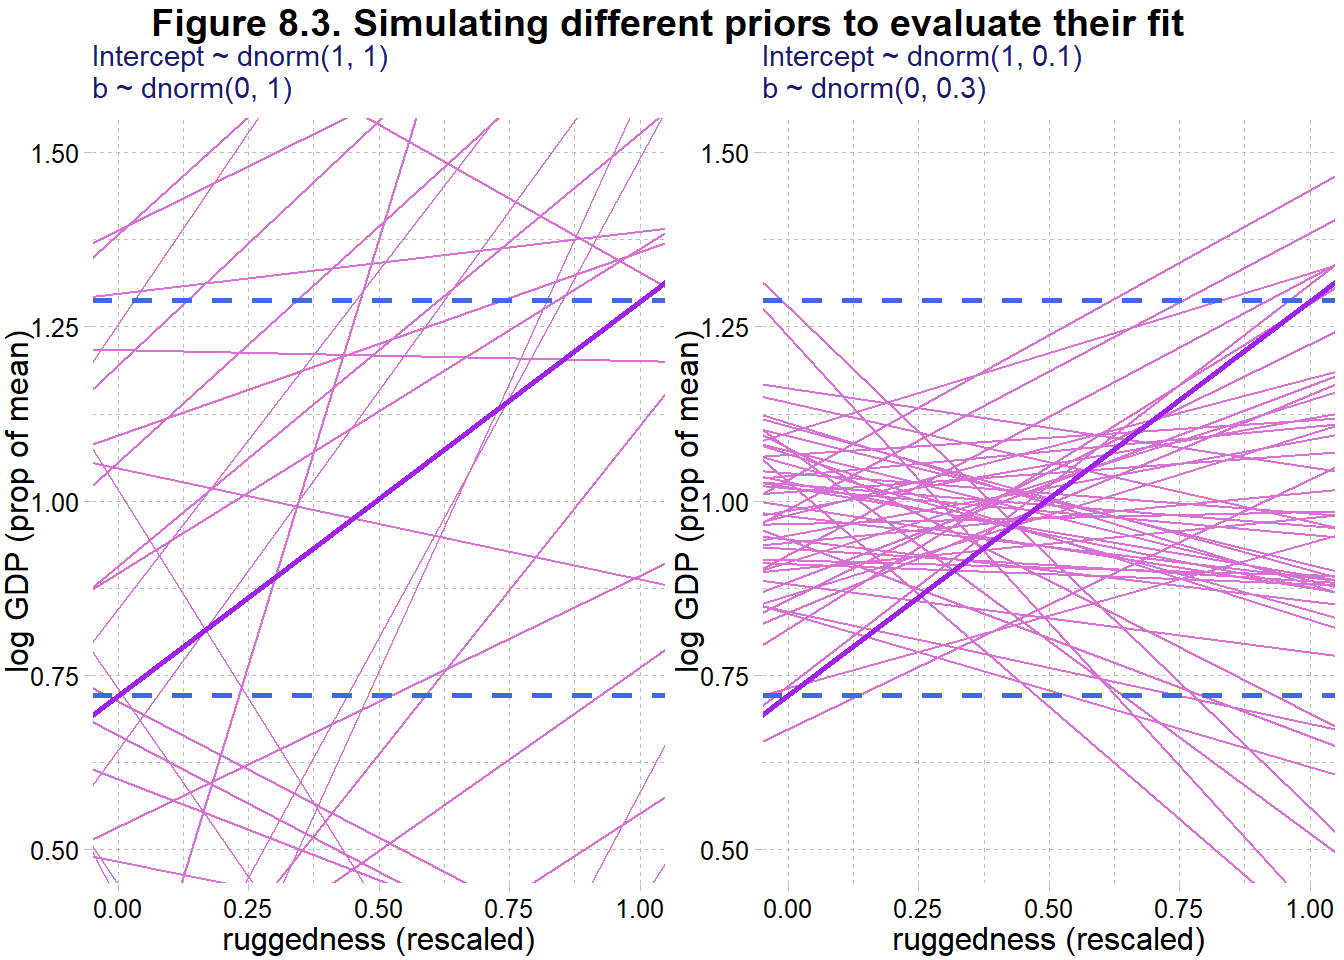 Figure 8.3. Simulating different priors to evaluate their fit
Intercept ~ dnorm(1, 1)
b ~ dnorm(0, 1)
log GDP (prop of mean)
1.50
1.25
1.00
0.75
0.50
0.00 0.25 0.50 0.75 1.00
ruggedness (rescaled)
Intercept ~ dnorm(1, 0.1)
b ~ dnorm(0, 0.3)
log GDP (prop of mean)
1.50
1.25
1.00
0.75
0.50
0.00 0.25 0.50 0.75 1.00
ruggedness (rescaled)